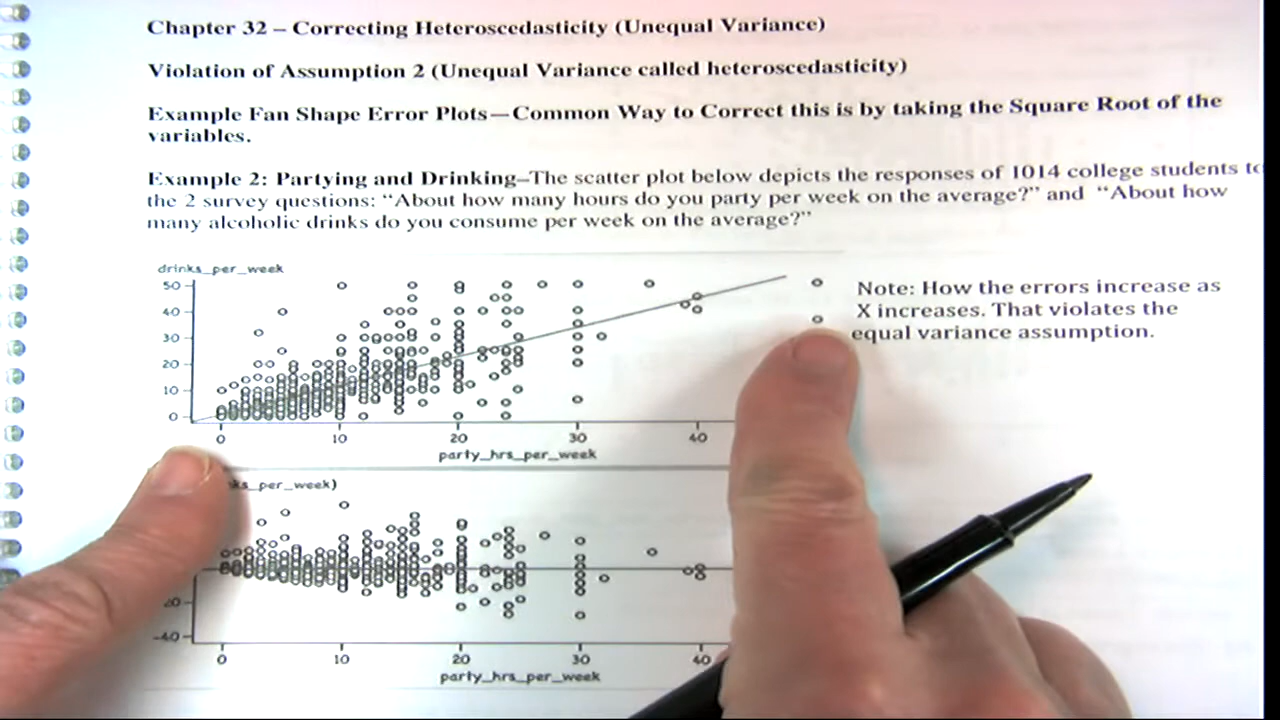 Chapter 32 – Correcting Heteroscedasticity (Unequal Variance)
Violation of Assumption 2 (Unequal Variance called heteroscedasticity)
Example Fan Shape Error Plots—Common Way to Correct this is by taking the Square Root of the
variables.
Example 2: Partying and Drinking–The scatter plot below depicts the responses of 1014 college students to
the 2 survey questions: “About how many hours do you party per week on the average?” and “About how
many alcoholic drinks do you consume per week on the average?”
drinks_per_week
50
40
30
20
10
0
0 10 20 30 40
party_hrs_per_week
Note: How the errors increase as
X increases. That violates the
equal variance assumption.
ks_per_week)
-40
0 10 20 30 40
party_hrs_per_week